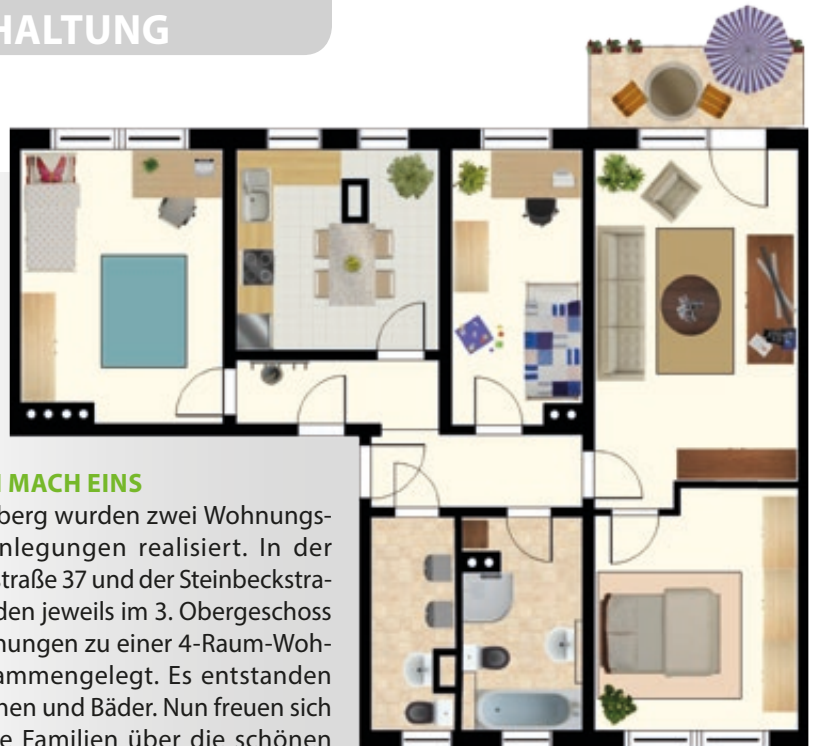 HALTUNG
MACH EINS
berg wurden zwei Wohnungs-
nlegungen realisiert. In der
straße 37 und der Steinbeckstra-
den jeweils im 3. Obergeschoss
nungen zu einer 4-Raum-Woh-
ammengelegt. Es entstanden
hen und Bäder. Nun freuen sich
e Familien über die schönen